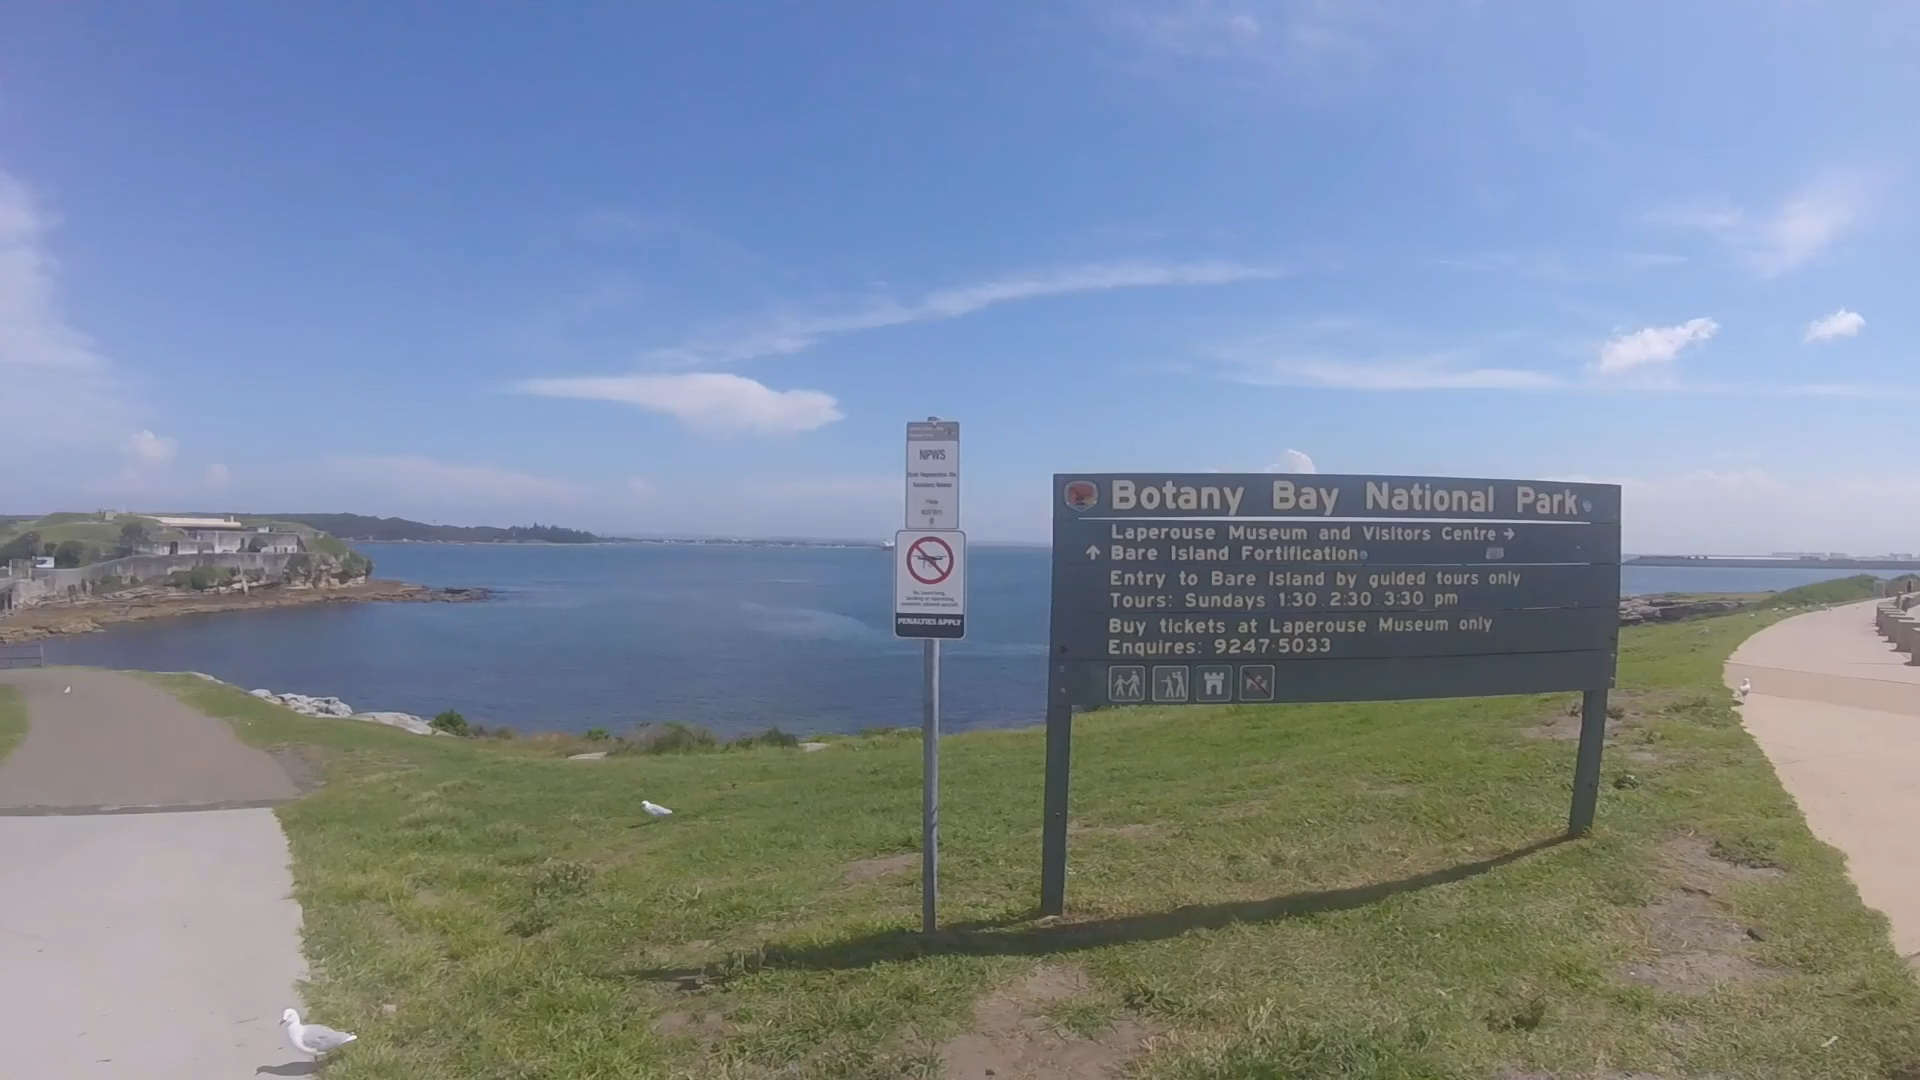 NPWS
PENALTIES APPLY
Botany Bay National Park
Laperouse Museum and Visitors Centre →
↑ Bare Island Fortification
Entry to Bare Island by guided tours only
Tours: Sundays 1:30 2:30 3:30 pm
Buy tickets at Laperouse Museum only
Enquires: 9247 5033